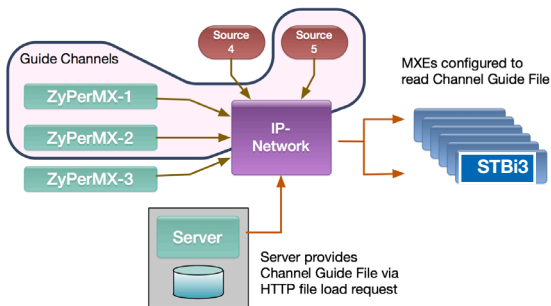 Source
4
Source
5
Guide Channels
MXEs configured to
read Channel Guide File
ZyPerMX-1
ZyPerMX-2
ZyPerMX-3
IP-
Network
STBi3
Server
Server provides
Channel Guide File via
HTTP file load request